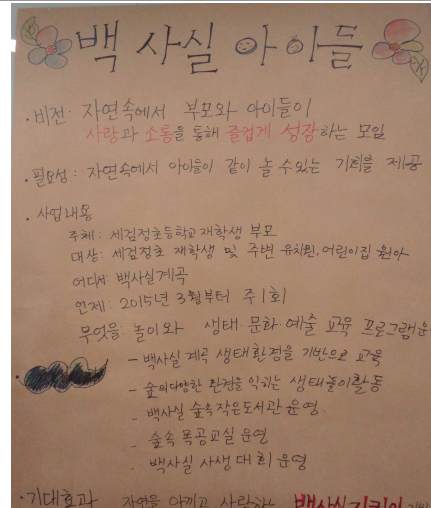 백사실 아이들
· 비전: 자연속에서 부모와 아이들이
사랑과 소통을 통해 즐겁게 성장하는 모임
· 필요성: 자연속에서 아이들이 같이 놀 수 있는 기회를 제공
· 사업내용
주체: 세검정초등학교 재학생 부모
대상: 세검정초 재학생 및 주변 유치원, 어린이집 원아
어디서: 백사실계곡
언제: 2015년 3월부터 주1회
무엇을: 놀이와 생태·문화·예술 교육 프로그램운
- 백사실 계곡 생태환경을 기반으로 교육
- 숲의 다양한 환경을 익히는 생태놀이활동
- 백사실 숲속작은도서관 운영
- 숲속 목공교실 운영
백사실 사생대회 운영
· 기대효과 자연을 아끼고 사랑하는